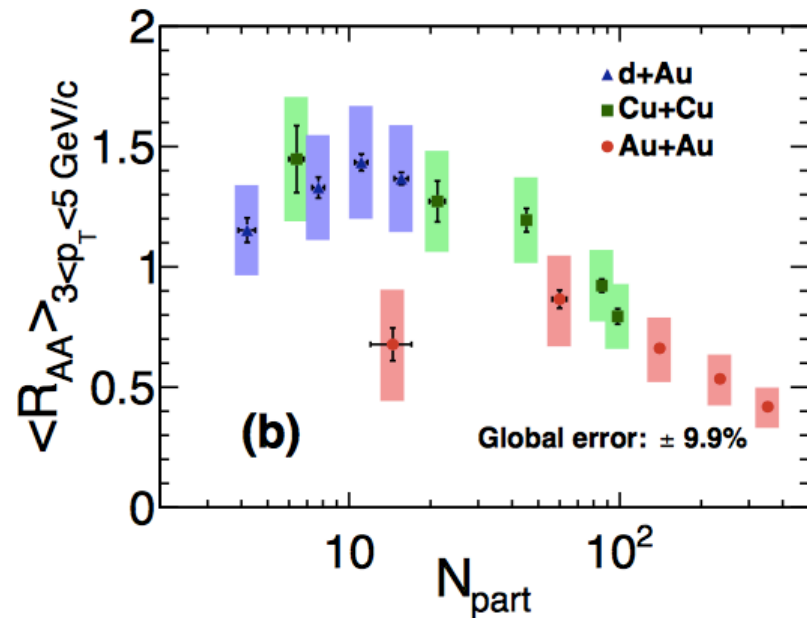 <R_AA>_3<p_T<5 GeV/c
2
1.5
1
0.5
0
d+Au
Cu+Cu
Au+Au
(b)
Global error: ± 9.9%
10
10²
N_part